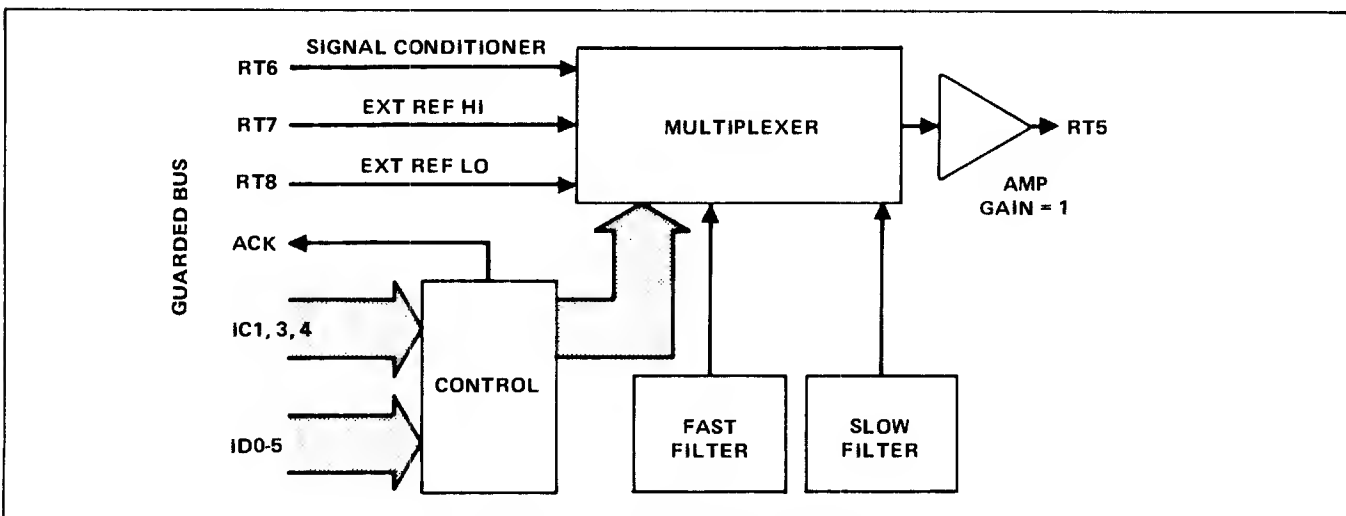 SIGNAL CONDITIONER
RT6
EXT REF HI
RT7
EXT REF LO
RT8
GUARDED BUS
ACK
IC1, 3, 4
ID0-5
CONTROL
MULTIPLEXER
FAST
FILTER
SLOW
FILTER
AMP
GAIN = 1
RT5